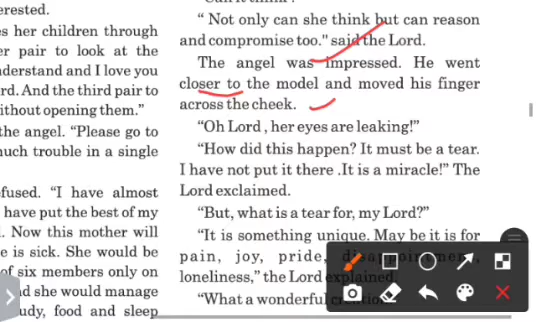 erested.
es her children through
er pair to look at the
nderstand and I love you
rd. And the third pair to
ithout opening them."
the angel. "Please go to
nuch trouble in a single
fused. "I have almost
have put the best of my
. Now this mother will
e is sick. She would be
of six members only on
d she would manage
udy, food and sleep
" Not only can she think but can reason
and compromise too." said the Lord.
The angel was impressed. He went
closer to the model and moved his finger
across the cheek.
"Oh Lord , her eyes are leaking!"
"How did this happen? It must be a tear.
I have not put it there .It is a miracle!" The
Lord exclaimed.
"But, what is a tear for, my Lord?"
"It is something unique. May be it is for
pain, joy, pride, disappointment,
loneliness," the Lord explained.
"What a wonderful creation